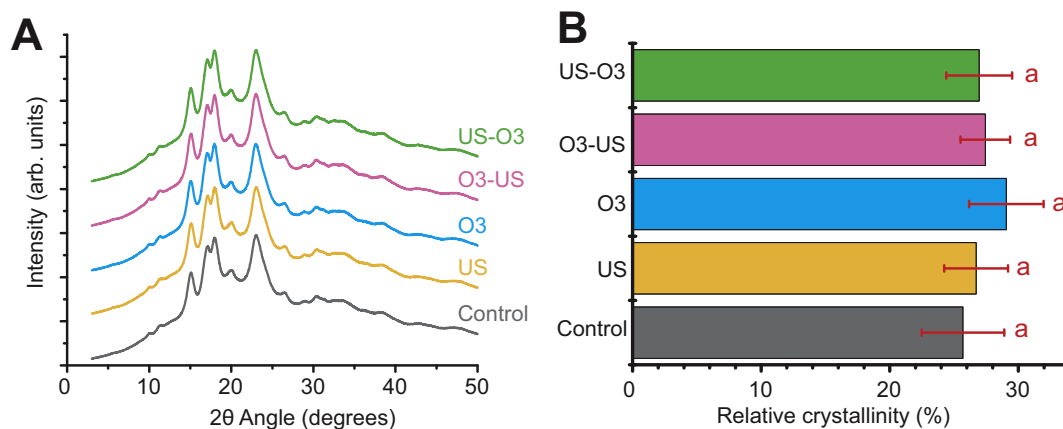 A
Intensity (arb. units)
US-O3
O3-US
O3
US
Control
0 10 20 30 40 50
2θ Angle (degrees)
B
US-O3
a
O3-US
a
O3
a
US
a
Control
a
0 10 20 30
Relative crystallinity (%)